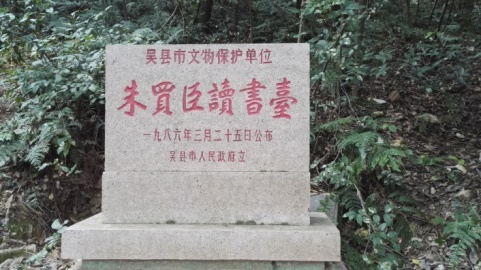 吴县市文物保护单位
朱買臣讀書臺
一九八六年三月二十五日公布
吴县市人民政府立